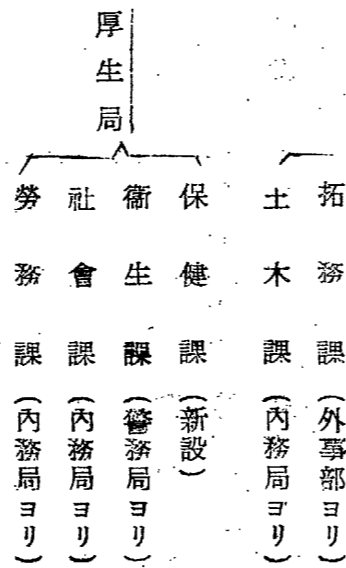 拓務課（外事部ヨリ）
土木課（內務局ヨリ）
厚生局
保健課（新設）
衞生課（警務局ヨリ）
社會課（內務局ヨリ）
勞務課（內務局ヨリ）